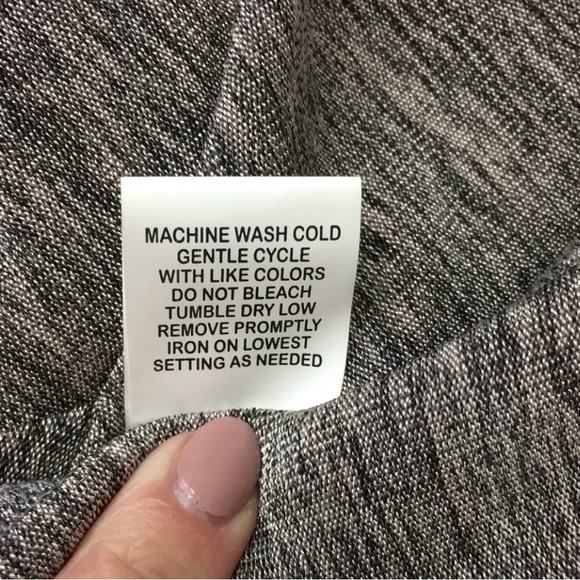 MACHINE WASH COLD
GENTLE CYCLE
WITH LIKE COLORS
DO NOT BLEACH
TUMBLE DRY LOW
REMOVE PROMPTLY
IRON ON LOWEST
SETTING AS NEEDED